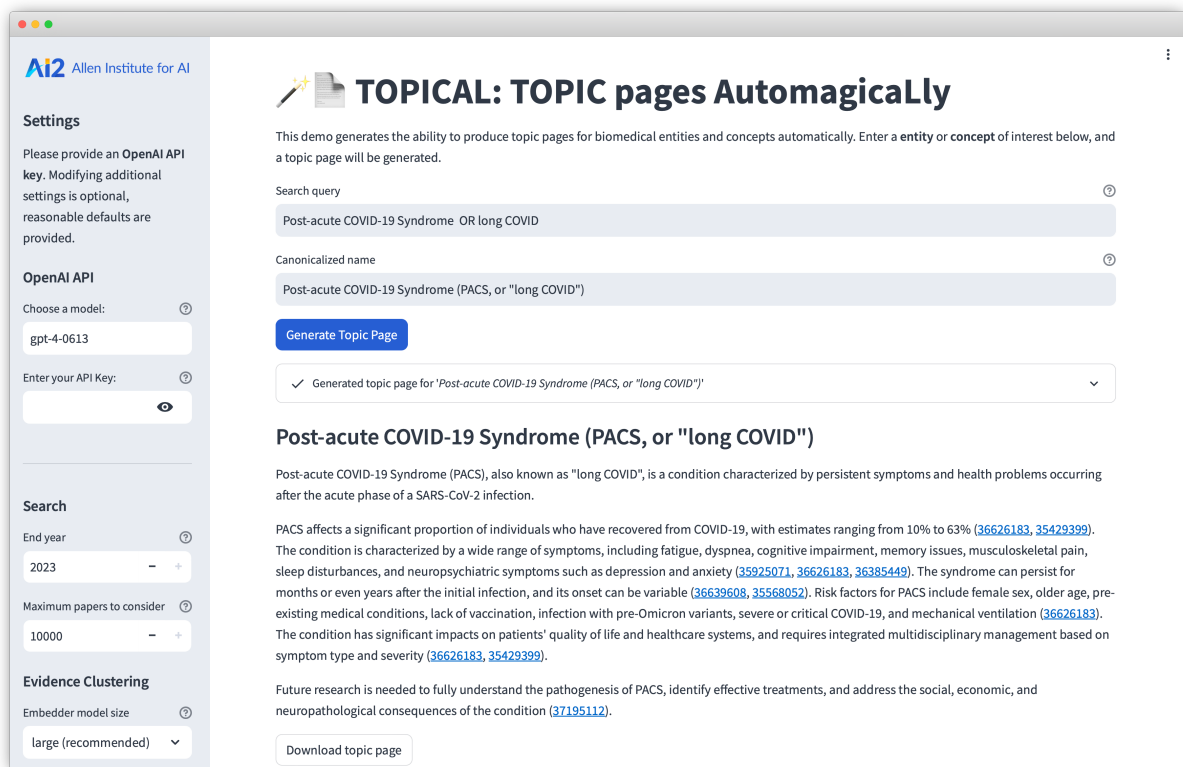 Ai2 Allen Institute for AI
Settings
Please provide an OpenAI API
key. Modifying additional
settings is optional,
reasonable defaults are
provided.
OpenAI API
Choose a model:
gpt-4-0613
Enter your API Key:
Search
End year
2023
Maximum papers to consider
10000
Evidence Clustering
Embedder model size
large (recommended)
TOPICAL: TOPIC pages AutomagicaLly
This demo generates the ability to produce topic pages for biomedical entities and concepts automatically. Enter a entity or concept of interest below, and
a topic page will be generated.
Search query
Post-acute COVID-19 Syndrome OR long COVID
Canonicalized name
Post-acute COVID-19 Syndrome (PACS, or "long COVID")
Generate Topic Page
Generated topic page for 'Post-acute COVID-19 Syndrome (PACS, or "long COVID")'
Post-acute COVID-19 Syndrome (PACS, or "long COVID")
Post-acute COVID-19 Syndrome (PACS), also known as "long COVID", is a condition characterized by persistent symptoms and health problems occurring
after the acute phase of a SARS-CoV-2 infection.
PACS affects a significant proportion of individuals who have recovered from COVID-19, with estimates ranging from 10% to 63% (36626183, 35429399).
The condition is characterized by a wide range of symptoms, including fatigue, dyspnea, cognitive impairment, memory issues, musculoskeletal pain,
sleep disturbances, and neuropsychiatric symptoms such as depression and anxiety (35925071, 36626183, 36385449). The syndrome can persist for
months or even years after the initial infection, and its onset can be variable (36639608, 35568052). Risk factors for PACS include female sex, older age, pre-
existing medical conditions, lack of vaccination, infection with pre-Omicron variants, severe or critical COVID-19, and mechanical ventilation (36626183).
The condition has significant impacts on patients' quality of life and healthcare systems, and requires integrated multidisciplinary management based on
symptom type and severity (36626183, 35429399).
Future research is needed to fully understand the pathogenesis of PACS, identify effective treatments, and address the social, economic, and
neuropathological consequences of the condition (37195112).
Download topic page